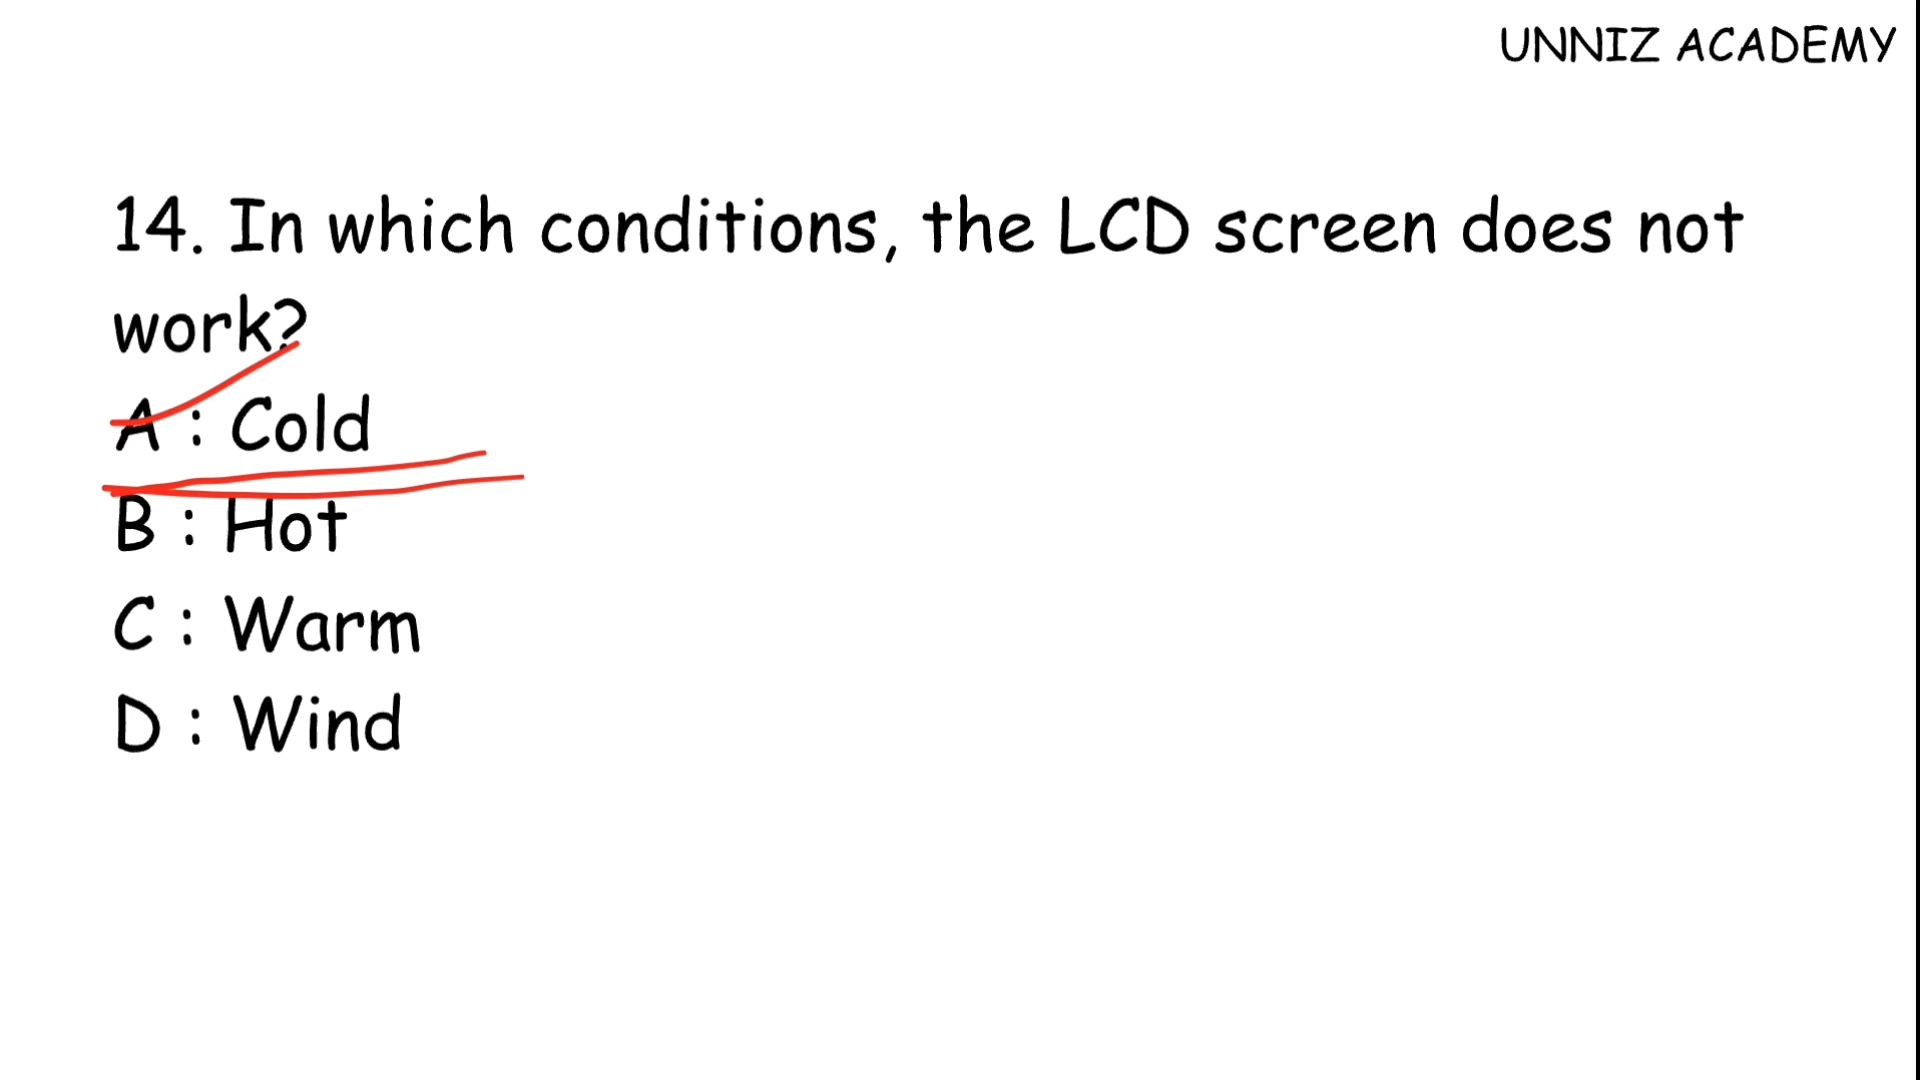 UNNIZ ACADEMY
14. In which conditions, the LCD screen does not
work?
A : Cold
B : Hot
C : Warm
D : Wind